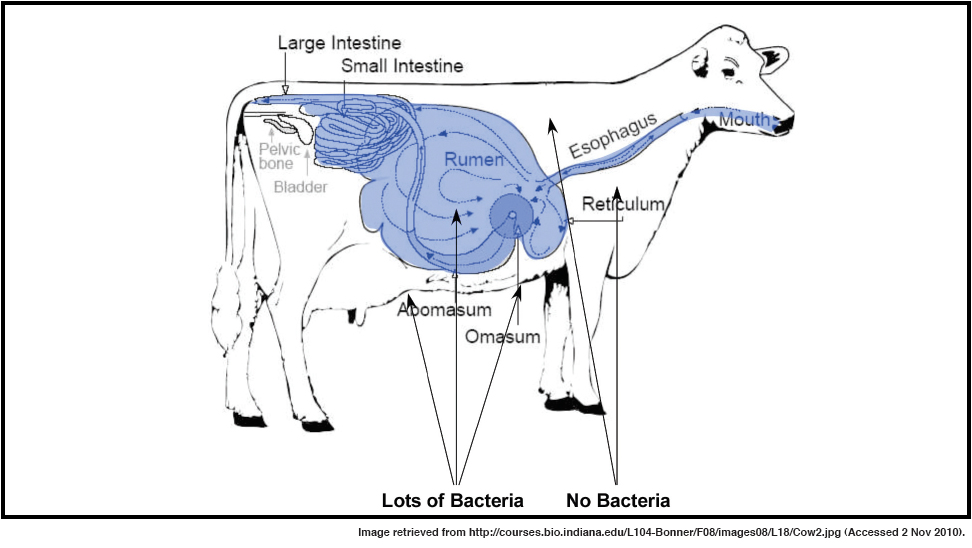 Large Intestine
Small Intestine
Mouth
Esophagus
Rumen
Pelvic
bone
Bladder
Reticulum
Abomasum
Omasum
Lots of Bacteria
No Bacteria
Image retrieved from http://courses.bio.indiana.edu/L104-Bonner/F08/images08/L18/Cow2.jpg (Accessed 2 Nov 2010).